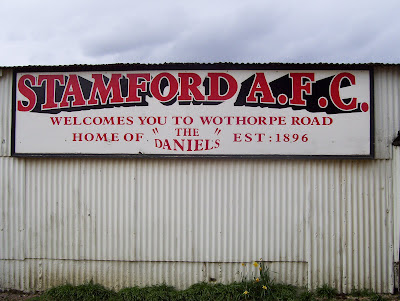 STAMFORD A.F.C.
WELCOMES YOU TO WOTHORPE ROAD
HOME OF "THE DANIELS" EST: 1896